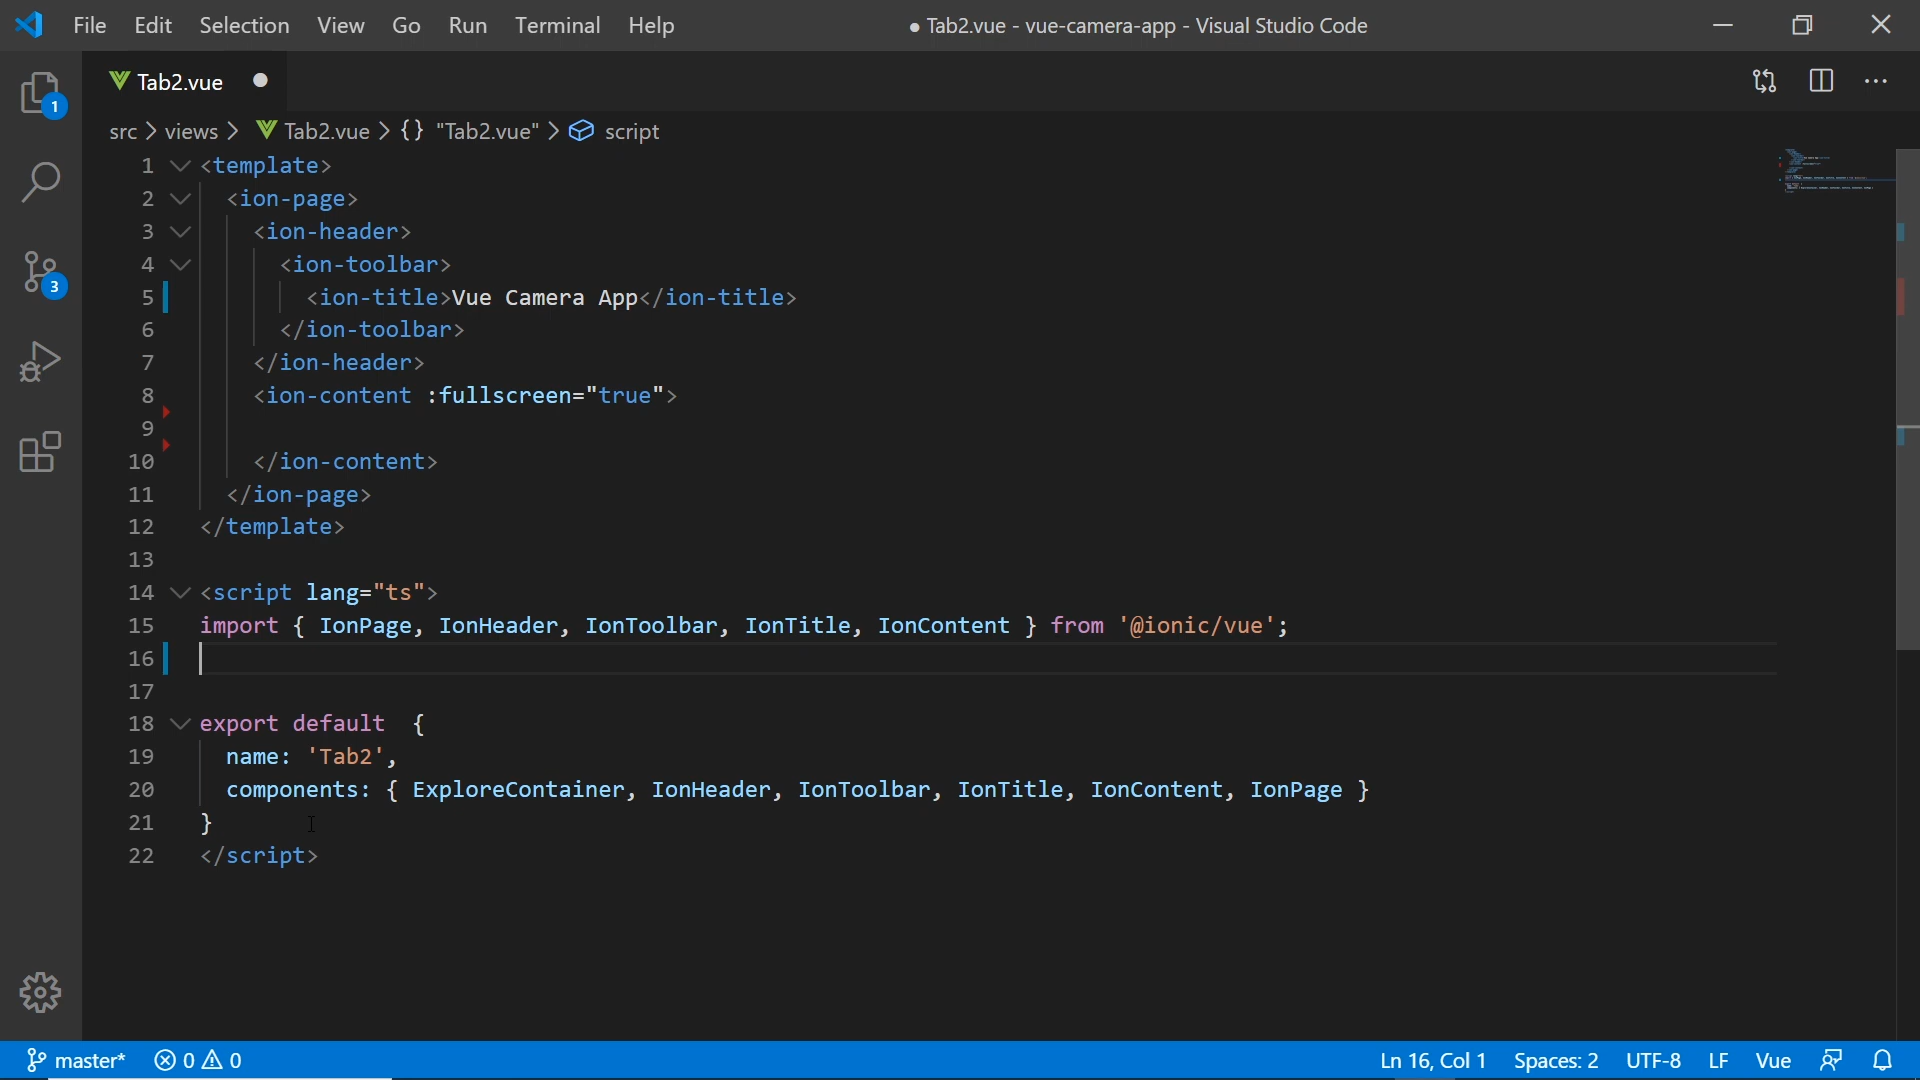 File Edit Selection View Go Run Terminal Help ● Tab2.vue - vue-camera-app - Visual Studio Code
Tab2.vue
src > views > Tab2.vue > {} "Tab2.vue" > script
1 <template>
2 <ion-page>
3 <ion-header>
4 <ion-toolbar>
5 <ion-title>Vue Camera App</ion-title>
6 </ion-toolbar>
7 </ion-header>
8 <ion-content :fullscreen="true">
9
10 </ion-content>
11 </ion-page>
12 </template>
13
14 <script lang="ts">
15 import { IonPage, IonHeader, IonToolbar, IonTitle, IonContent } from '@ionic/vue';
16
17
18 export default {
19 name: 'Tab2',
20 components: { ExploreContainer, IonHeader, IonToolbar, IonTitle, IonContent, IonPage }
21 }
22 </script>
1
3
master* 0 0 Ln 16, Col 1 Spaces: 2 UTF-8 LF Vue